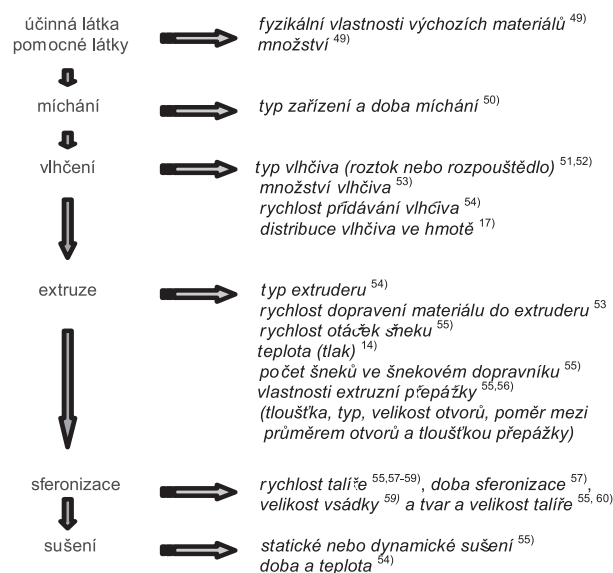 účinná látka
pomocné látky
fyzikální vlastnosti výchozích materiálů 49)
množství 49)
míchání
typ zařízení a doba míchání 50)
vlhčení
typ vlhčiva (roztok nebo rozpouštědlo) 51,52)
množství vlhčiva 53)
rychlost přidávání vlhčiva 54)
distribuce vlhčiva ve hmotě 17)
extruze
typ extruderu 54)
rychlost dopravení materiálu do extruderu 53
rychlost otáček šneku 55)
teplota (tlak) 14)
počet šneků ve šnekovém dopravníku 55)
vlastnosti extruzní přepážky 55,56)
(tloušťka, typ, velikost otvorů, poměr mezi
průměrem otvorů a tloušťkou přepážky)
sferonizace
rychlost talíře 55,57-59), doba sferonizace 57),
velikost vsádky 59) a tvar a velikost talíře 55, 60)
sušení
statické nebo dynamické sušení 55)
doba a teplota 54)